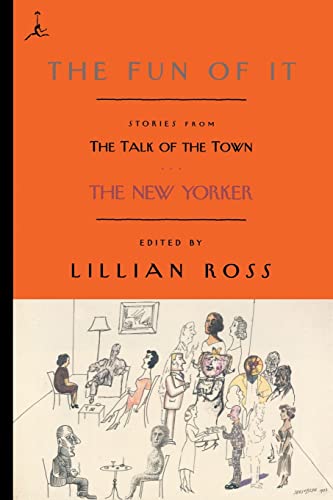 THE FUN OF IT
STORIES FROM
THE TALK OF THE TOWN
...
THE NEW YORKER
EDITED BY
LILLIAN ROSS